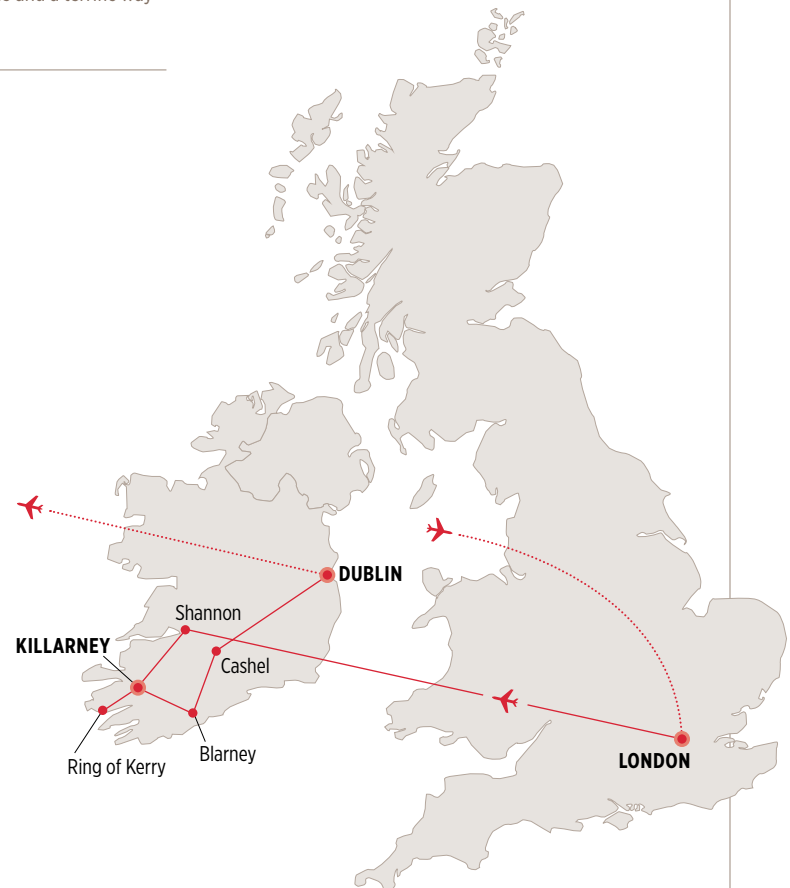 DUBLIN
Shannon
KILLARNEY
Cashel
Blarney
Ring of Kerry
LONDON